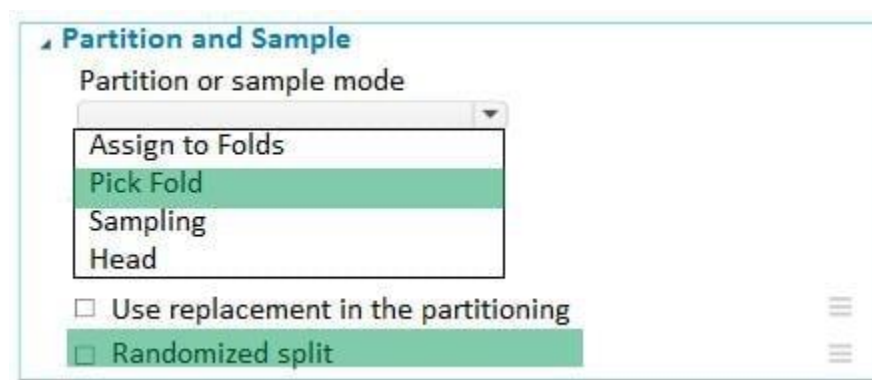 Partition and Sample
Partition or sample mode
Assign to Folds
Pick Fold
Sampling
Head
Use replacement in the partitioning
Randomized split